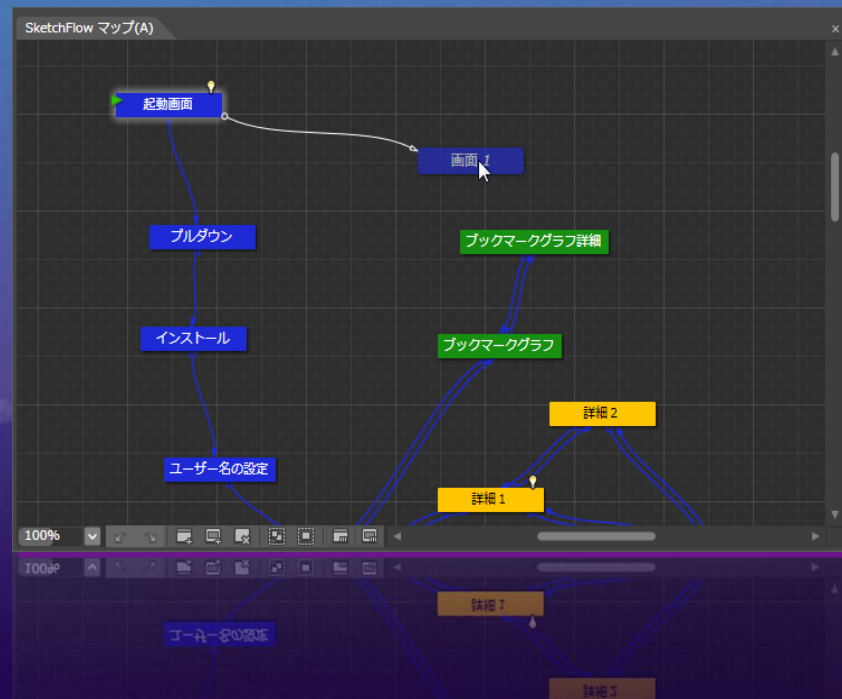 SketchFlow マップ(A)
起動画面
画面 1
プルダウン
ブックマークグラフ詳細
インストール
ブックマークグラフ
詳細 2
ユーザー名の設定
詳細 1
100%